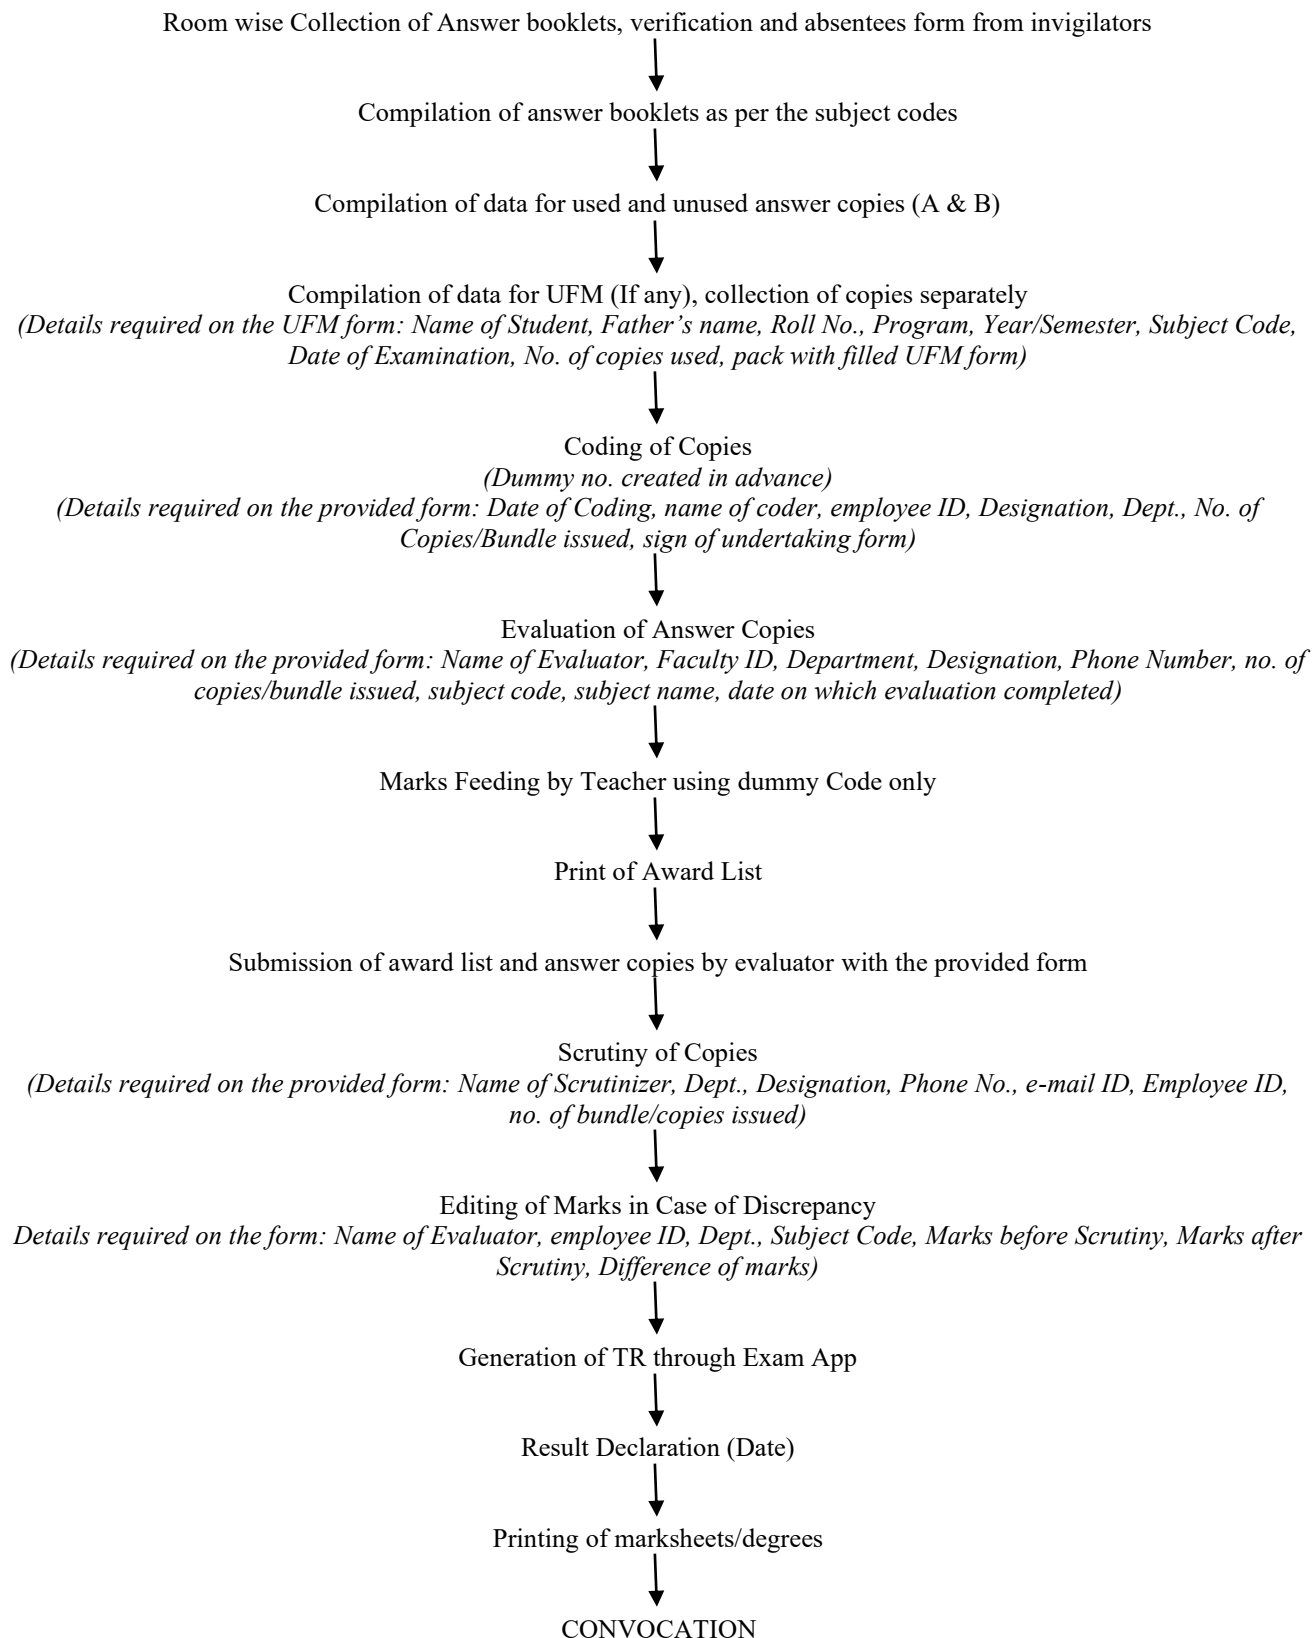 Room wise Collection of Answer booklets, verification and absentees form from invigilators
Compilation of answer booklets as per the subject codes
Compilation of data for used and unused answer copies (A & B)
Compilation of data for UFM (If any), collection of copies separately
(Details required on the UFM form: Name of Student, Father’s name, Roll No., Program, Year/Semester, Subject Code,
Date of Examination, No. of copies used, pack with filled UFM form)
Coding of Copies
(Dummy no. created in advance)
(Details required on the provided form: Date of Coding, name of coder, employee ID, Designation, Dept., No. of
Copies/Bundle issued, sign of undertaking form)
Evaluation of Answer Copies
(Details required on the provided form: Name of Evaluator, Faculty ID, Department, Designation, Phone Number, no. of
copies/bundle issued, subject code, subject name, date on which evaluation completed)
Marks Feeding by Teacher using dummy Code only
Print of Award List
Submission of award list and answer copies by evaluator with the provided form
Scrutiny of Copies
(Details required on the provided form: Name of Scrutinizer, Dept., Designation, Phone No., e-mail ID, Employee ID,
no. of bundle/copies issued)
Editing of Marks in Case of Discrepancy
Details required on the form: Name of Evaluator, employee ID, Dept., Subject Code, Marks before Scrutiny, Marks after
Scrutiny, Difference of marks)
Generation of TR through Exam App
Result Declaration (Date)
Printing of marksheets/degrees
CONVOCATION